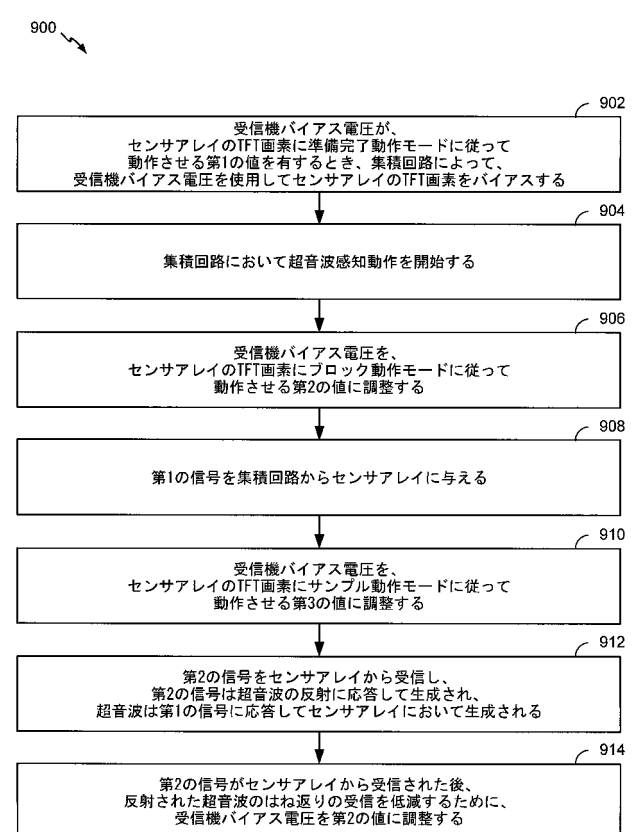 900
902
受信機バイアス電圧が、
センサアレイのTFT画素に準備完了動作モードに従って
動作させる第1の値を有するとき、集積回路によって、
受信機バイアス電圧を使用してセンサアレイのTFT画素をバイアスする
904
集積回路において超音波感知動作を開始する
906
受信機バイアス電圧を、
センサアレイのTFT画素にブロック動作モードに従って
動作させる第2の値に調整する
908
第1の信号を集積回路からセンサアレイに与える
910
受信機バイアス電圧を、
センサアレイのTFT画素にサンプル動作モードに従って
動作させる第3の値に調整する
912
第2の信号をセンサアレイから受信し、
第2の信号は超音波の反射に応答して生成され、
超音波は第1の信号に応答してセンサアレイにおいて生成される
914
第2の信号がセンサアレイから受信された後、
反射された超音波のはね返りの受信を低減するために、
受信機バイアス電圧を第2の値に調整する